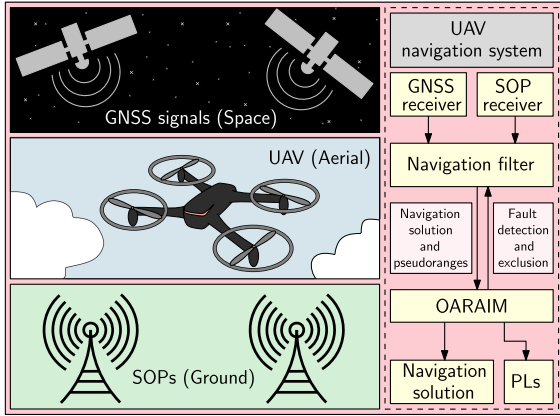 GNSS signals (Space)
UAV (Aerial)
SOPs (Ground)
UAV
navigation system
GNSS
receiver
SOP
receiver
Navigation filter
Navigation
solution
and
pseudoranges
Fault
detection
and
exclusion
OARAIM
Navigation
solution
PLs